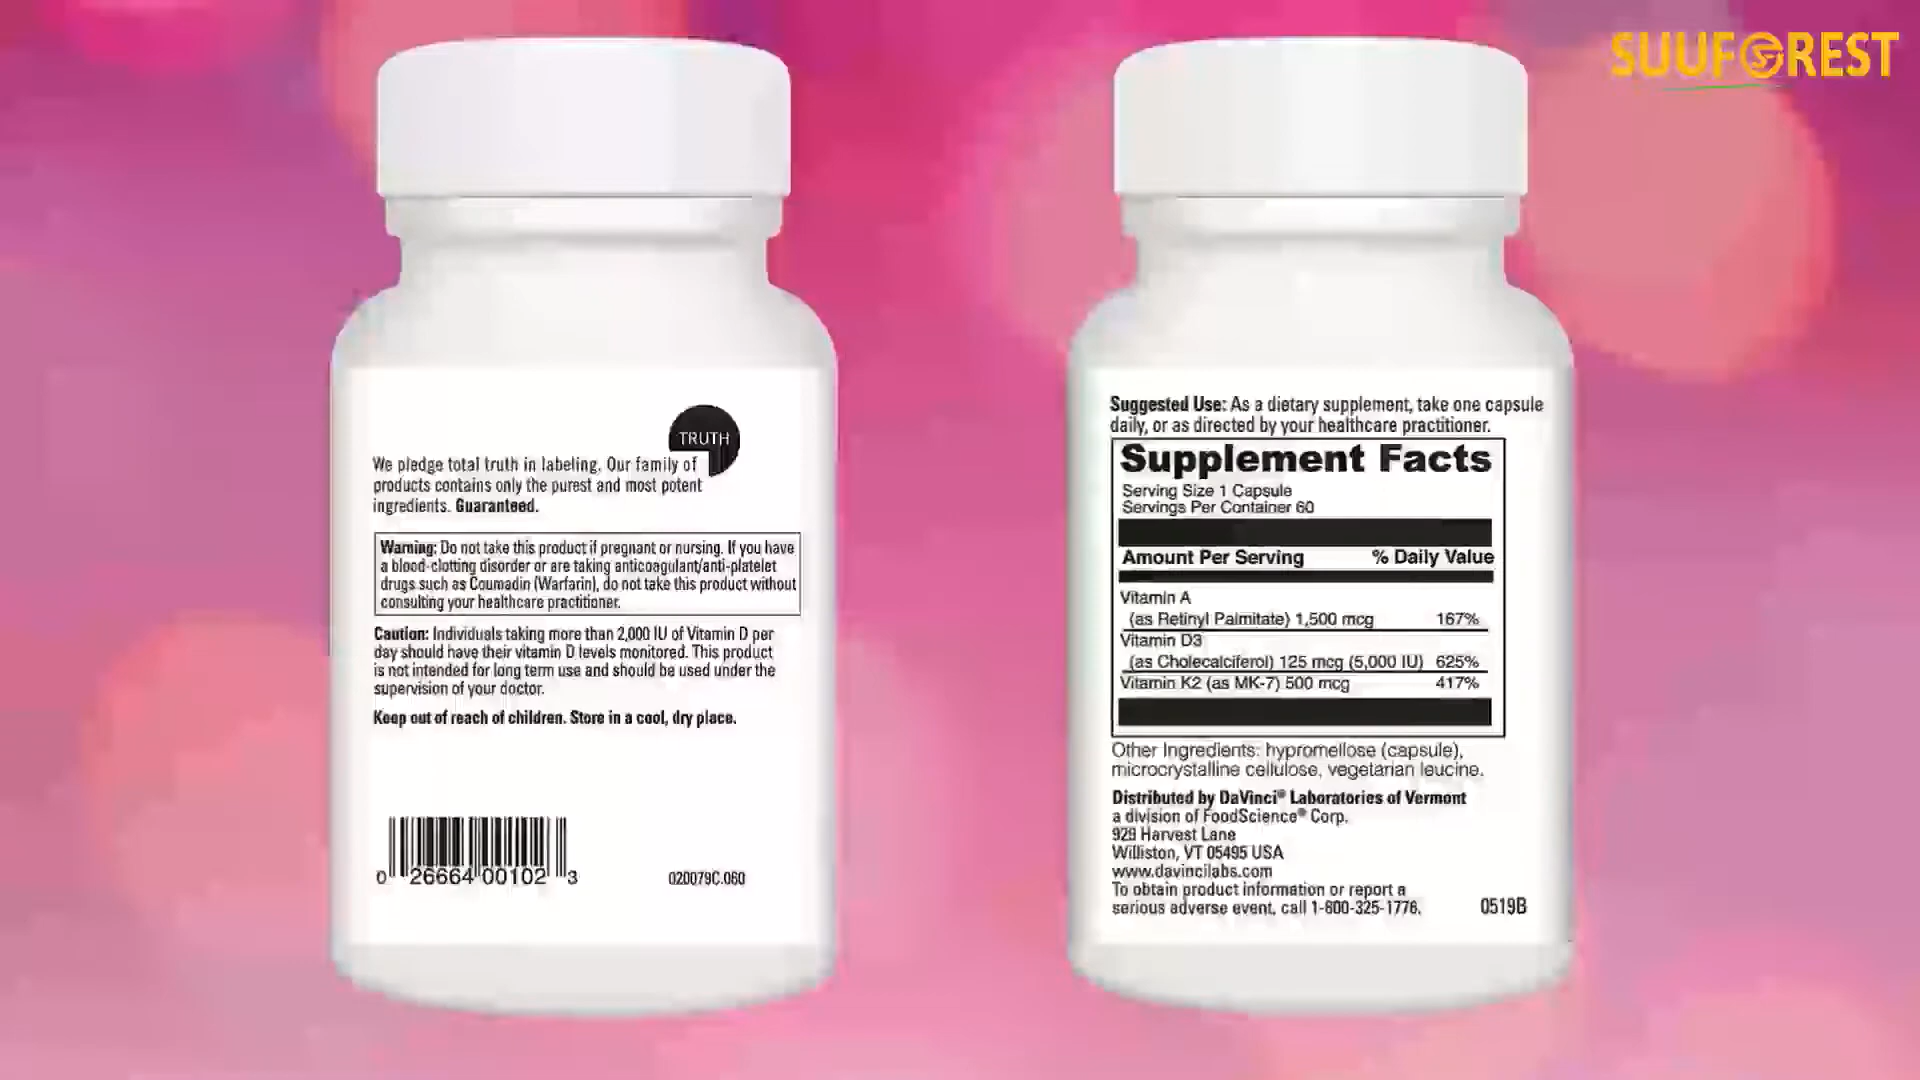 SUUFOREST
TRUTH
We pledge total truth in labeling. Our family of
products contains only the purest and most potent
ingredients. Guaranteed.
Warning: Do not take this product if pregnant or nursing. If you have
a blood-clotting disorder or are taking anticoagulant/anti-platelet
drugs such as Coumadin (Warfarin), do not take this product without
consulting your healthcare practitioner.
Caution: Individuals taking more than 2,000 IU of Vitamin D per
day should have their vitamin D levels monitored. This product
is not intended for long term use and should be used under the
supervision of your doctor.
Keep out of reach of children. Store in a cool, dry place.
0 26664 00102 3
020079C.060
Suggested Use: As a dietary supplement, take one capsule
daily, or as directed by your healthcare practitioner.
Supplement Facts
Serving Size 1 Capsule
Servings Per Container 60
Amount Per Serving % Daily Value
Vitamin A
(as Retinyl Palmitate) 1,500 mcg 167%
Vitamin D3
(as Cholecalciferol) 125 mcg (5,000 IU) 625%
Vitamin K2 (as MK-7) 500 mcg 417%
Other Ingredients: hypromellose (capsule),
microcrystalline cellulose, vegetarian leucine.
Distributed by DaVinci® Laboratories of Vermont
a division of FoodScience® Corp.
929 Harvest Lane
Williston, VT 05495 USA
www.davincilabs.com
To obtain product information or report a
serious adverse event, call 1-800-325-1776.
0519B